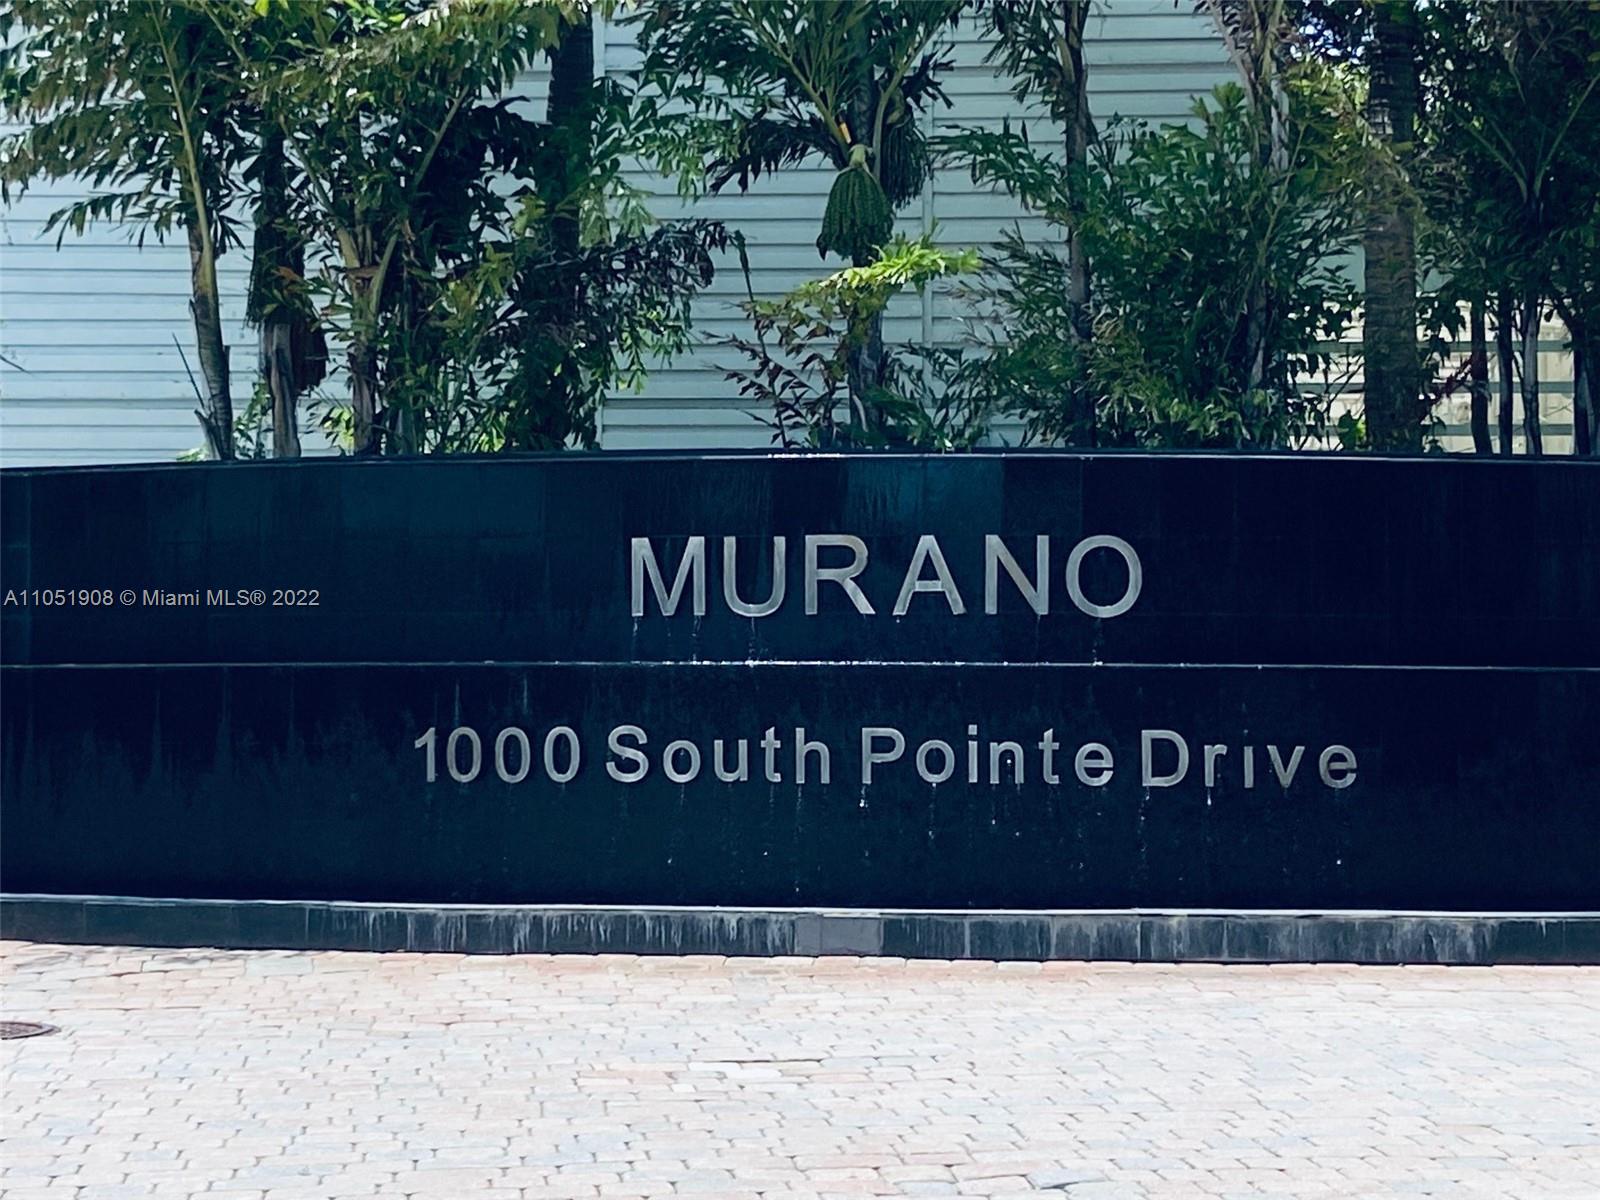 MURANO
A11051908 © Miami MLS® 2022
1000 South Pointe Drive